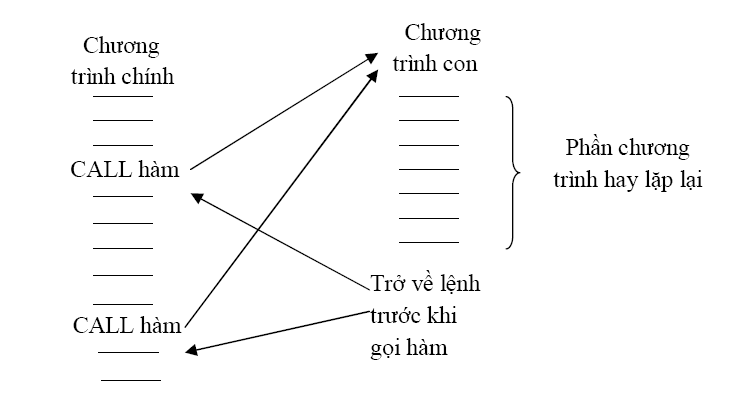 Chương
trình chính
CALL hàm
CALL hàm
Chương
trình con
Trở về lệnh
trước khi
gọi hàm
Phần chương
trình hay lặp lại